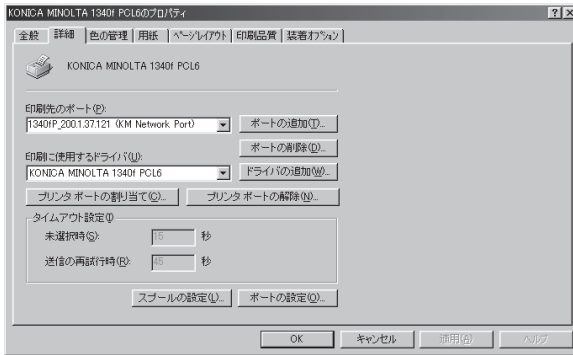 KONICA MINOLTA 1340f PCL6のプロパティ
全般 詳細 色の管理 用紙 ページレイアウト 印刷品質 装着オプション
KONICA MINOLTA 1340f PCL6
印刷先のポート(P):
1340fP_200.1.37.121 (KM Network Port) ポートの追加(T)...
ポートの削除(D)...
印刷に使用するドライバ(U):
KONICA MINOLTA 1340f PCL6 ドライバの追加(W)...
プリンタ ポートの割り当て(C)... プリンタ ポートの解除(N)...
タイムアウト設定(I)
未選択時(S): 15 秒
送信の再試行時(R): 45 秒
スプールの設定(L)... ポートの設定(O)...
OK キャンセル 適用(A) ヘルプ